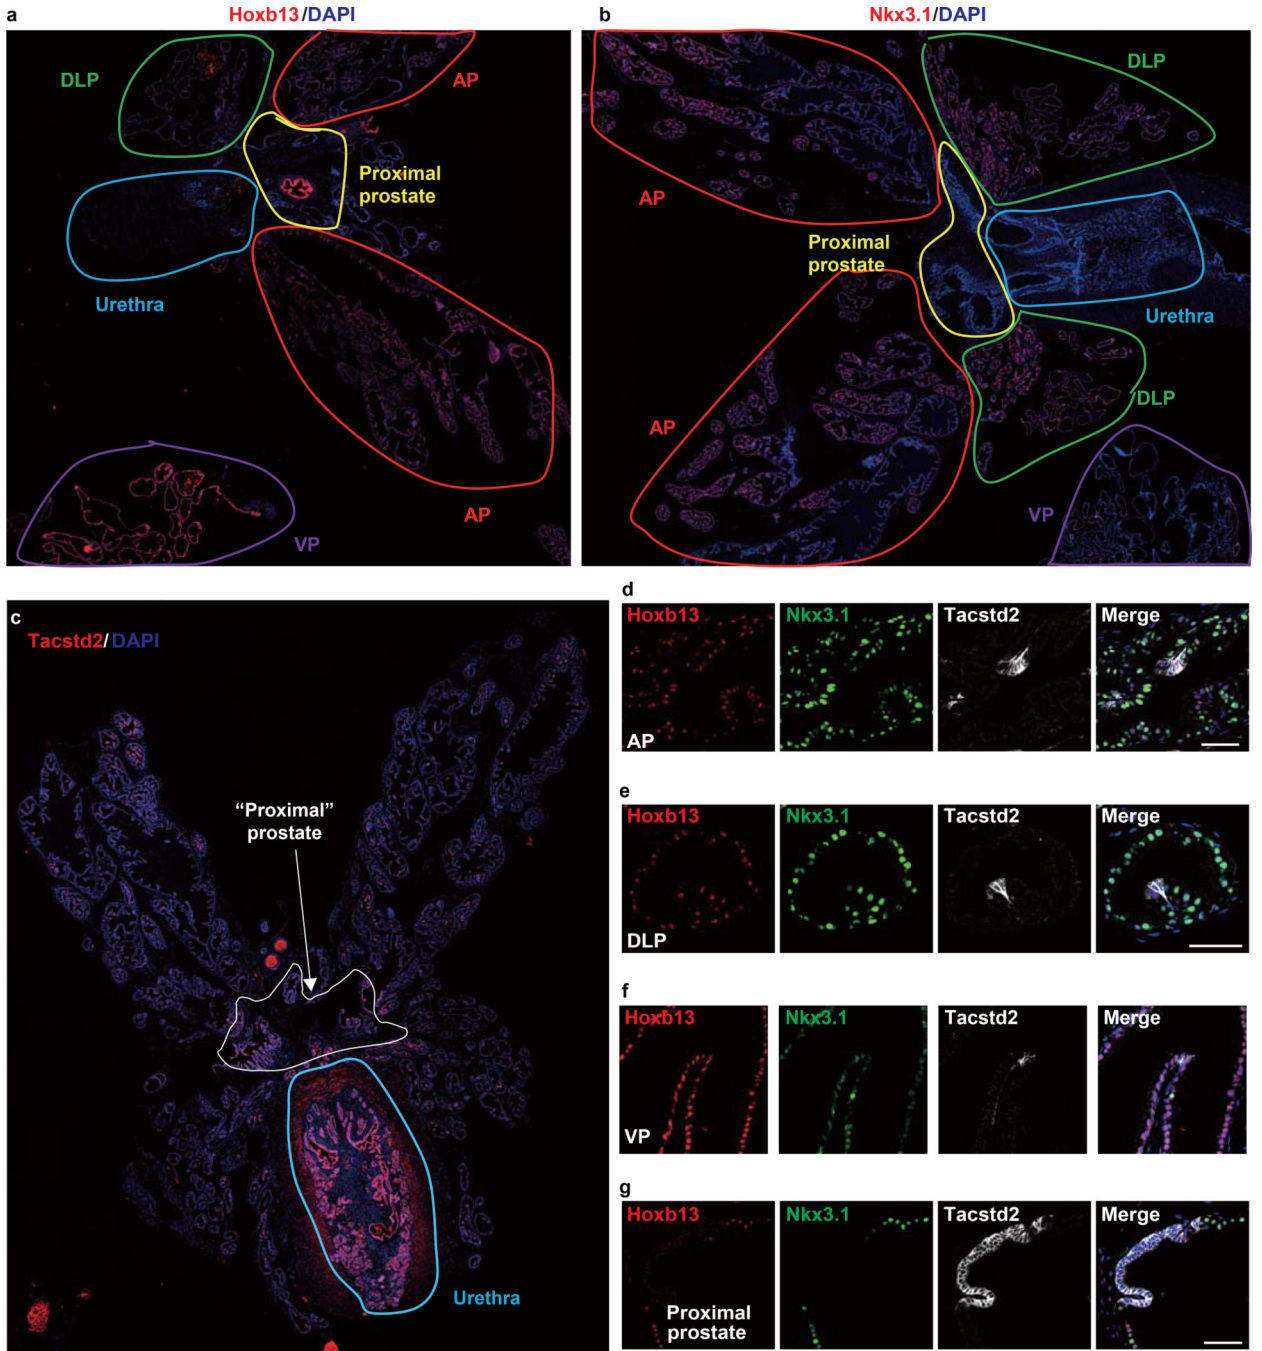 a
Hoxb13/DAPI
DLP
AP
Proximal
prostate
Urethra
AP
VP
b
Nkx3.1/DAPI
DLP
AP
Proximal
prostate
Urethra
DLP
AP
VP
c
Tacstd2/DAPI
“Proximal”
prostate
Urethra
d
Hoxb13
Nkx3.1
Tacstd2
Merge
AP
e
Hoxb13
Nkx3.1
Tacstd2
Merge
DLP
f
Hoxb13
Nkx3.1
Tacstd2
Merge
VP
g
Hoxb13
Nkx3.1
Tacstd2
Merge
Proximal
prostate